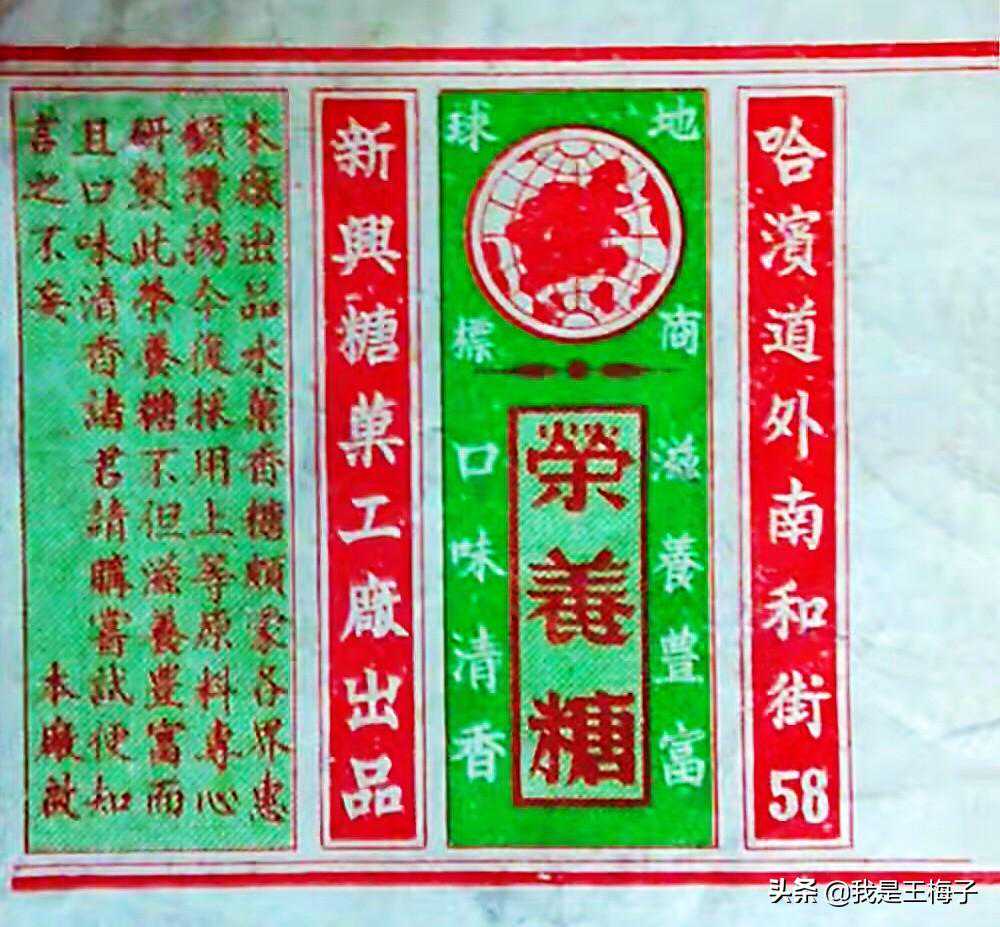 哈濱道外南和街58
地球
商標
滋養豐富
榮養糖
口味清香
新興糖菓工廠出品
本廠出品水菓香糖頗蒙各界惠
顧讚揚今復採用上等原料專心
研製此榮養糖不但滋養豐富而
且口味清香諸君請購嘗試便知
言之不妄
本廠啟
头条 @我是王梅子